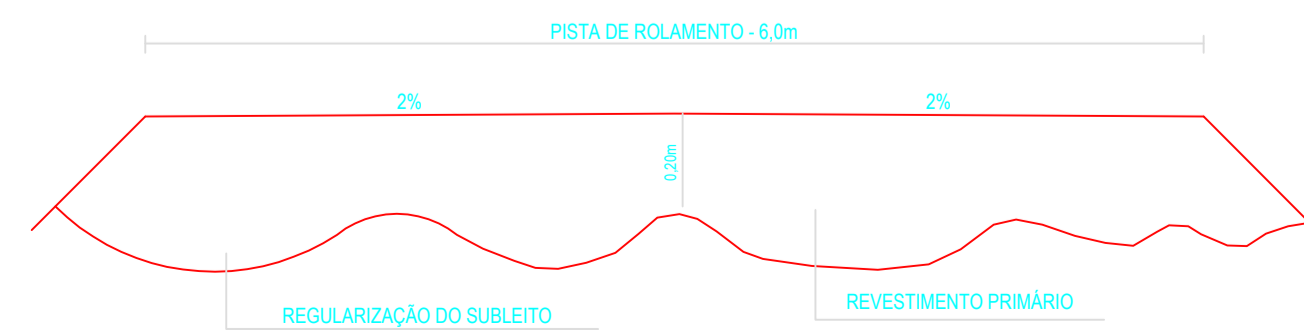 PISTA DE ROLAMENTO - 6,0m
2%
2%
0,20m
REVESTIMENTO PRIMÁRIO
REGULARIZAÇÃO DO SUBLEITO